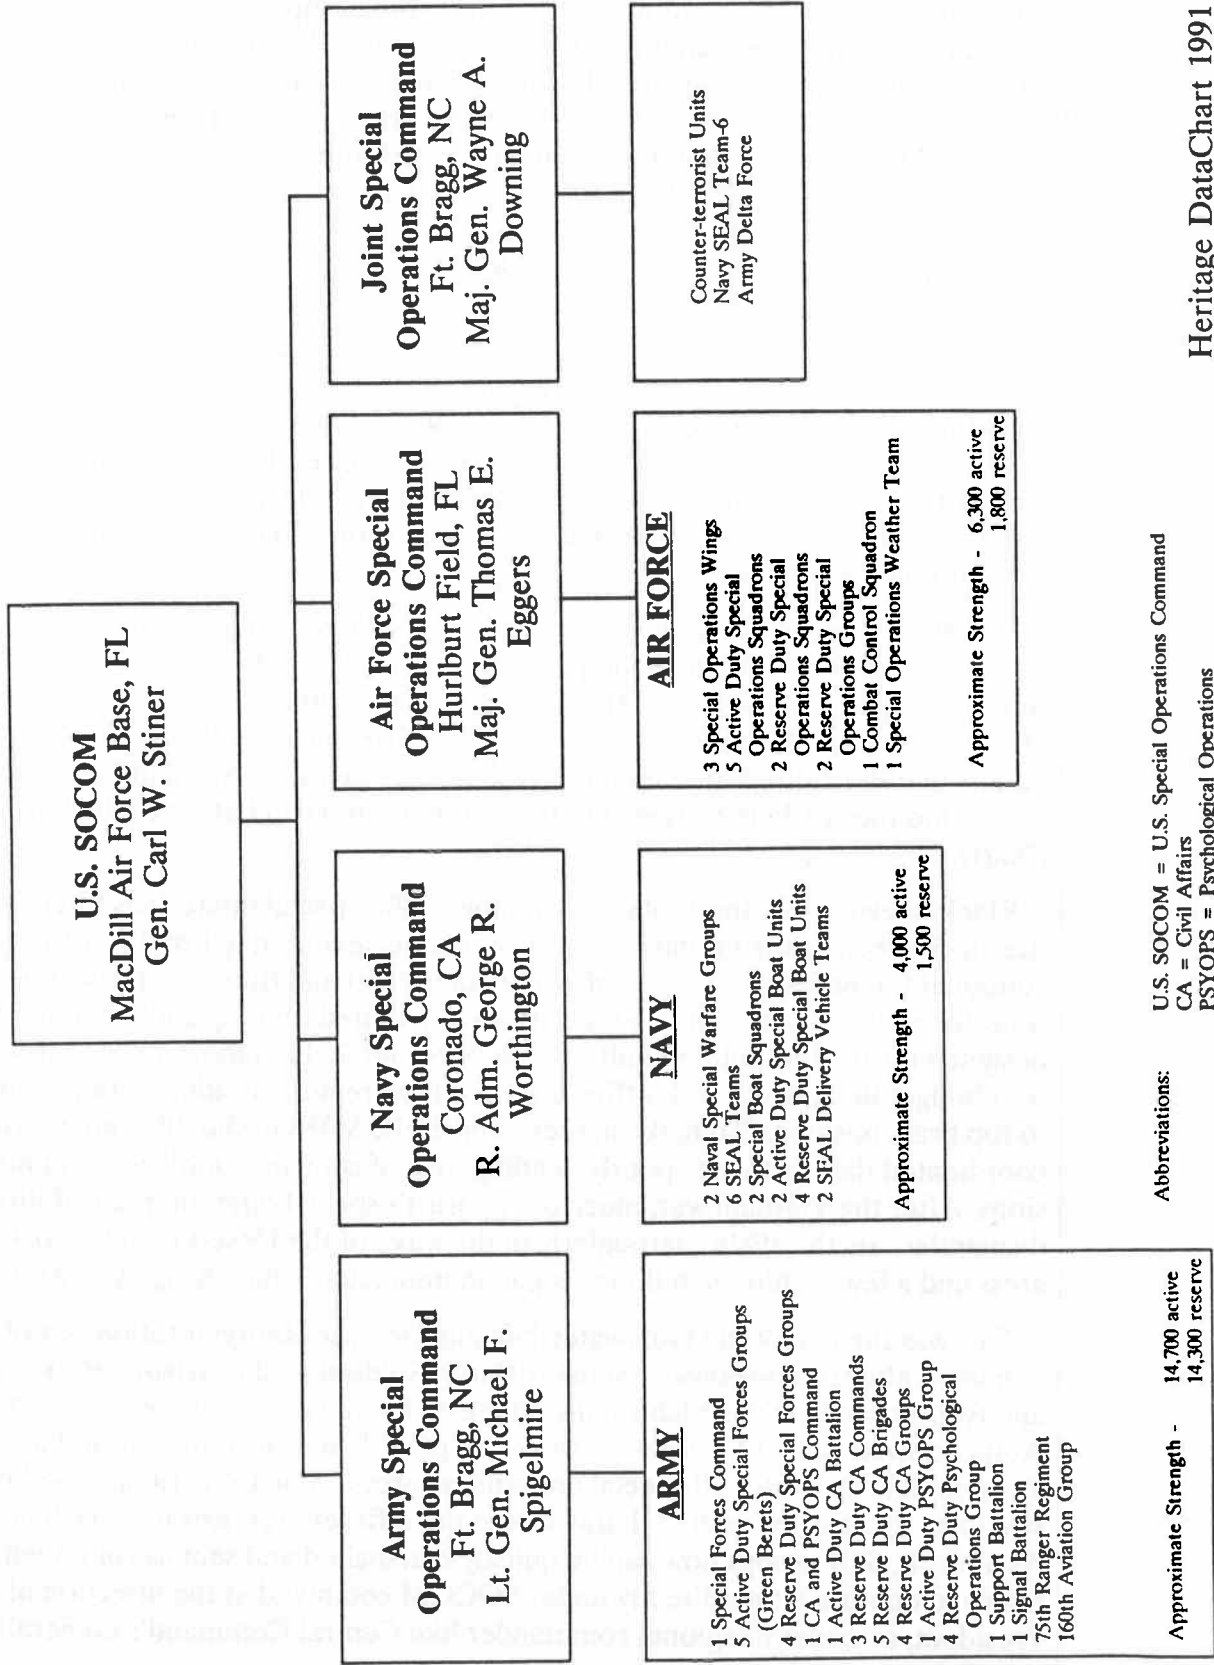 U.S. SOCOM
MacDill Air Force Base, FL
Gen. Carl W. Stiner
Army Special
Operations Command
Ft. Bragg, NC
Lt. Gen. Michael F.
Spigelmire
Navy Special
Operations Command
Coronado, CA
R. Adm. George R.
Worthington
Air Force Special
Operations Command
Hurlburt Field, FL
Maj. Gen. Thomas E.
Eggers
Joint Special
Operations Command
Ft. Bragg, NC
Maj. Gen. Wayne A.
Downing
ARMY
1 Special Forces Command
5 Active Duty Special Forces Groups
(Green Berets)
4 Reserve Duty Special Forces Groups
1 CA and PSYOPS Command
1 Active Duty CA Battalion
3 Reserve Duty CA Commands
5 Reserve Duty CA Brigades
4 Reserve Duty CA Groups
1 Active Duty PSYOPS Group
4 Reserve Duty Psychological
Operations Group
1 Support Battalion
1 Signal Battalion
75th Ranger Regiment
160th Aviation Group
Approximate Strength - 14,700 active
14,300 reserve
NAVY
2 Naval Special Warfare Groups
6 SEAL Teams
2 Special Boat Squadrons
2 Active Duty Special Boat Units
4 Reserve Duty Special Boat Units
2 SEAL Delivery Vehicle Teams
Approximate Strength - 4,000 active
1,500 reserve
AIR FORCE
3 Special Operations Wings
5 Active Duty Special
Operations Squadrons
2 Reserve Duty Special
Operations Squadrons
2 Reserve Duty Special
Operations Groups
1 Combat Control Squadron
1 Special Operations Weather Team
Approximate Strength - 6,300 active
1,800 reserve
Counter-terrorist Units
Navy SEAL Team-6
Army Delta Force
Abbreviations:
U.S. SOCOM = U.S. Special Operations Command
CA = Civil Affairs
PSYOPS = Psychological Operations
Heritage DataChart 1991